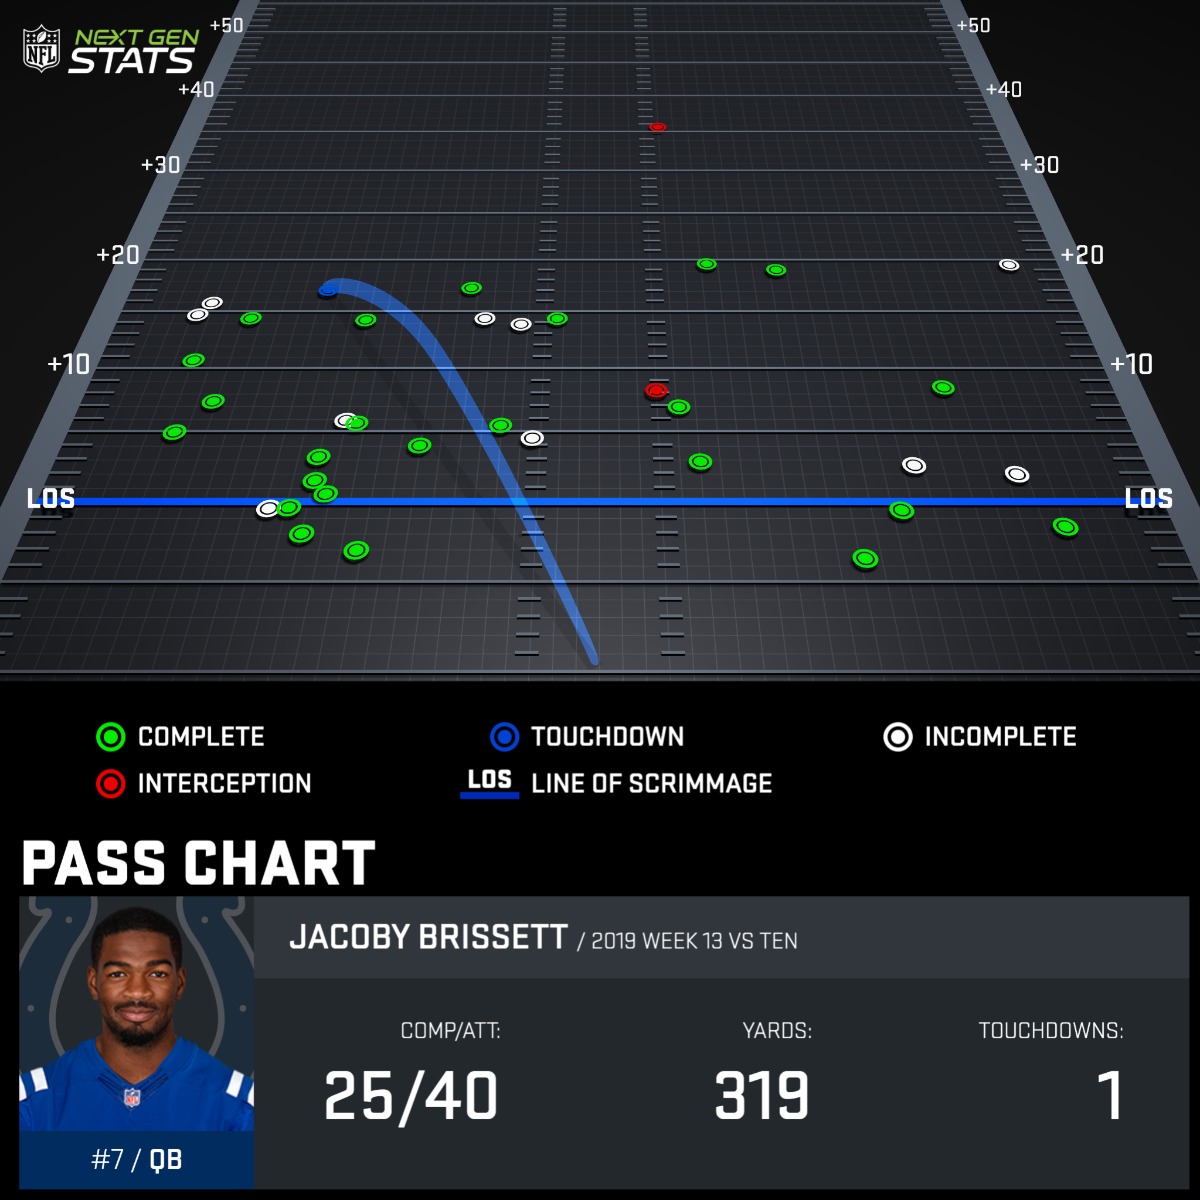 NFL
NEXT GEN
STATS
+50 +50
+40 +40
+30 +30
+20 +20
+10 +10
LOS LOS
COMPLETE TOUCHDOWN INCOMPLETE
INTERCEPTION LOS LINE OF SCRIMMAGE
PASS CHART
JACOBY BRISSETT / 2019 WEEK 13 VS TEN
COMP/ATT: YARDS: TOUCHDOWNS:
25/40 319 1
#7 / QB